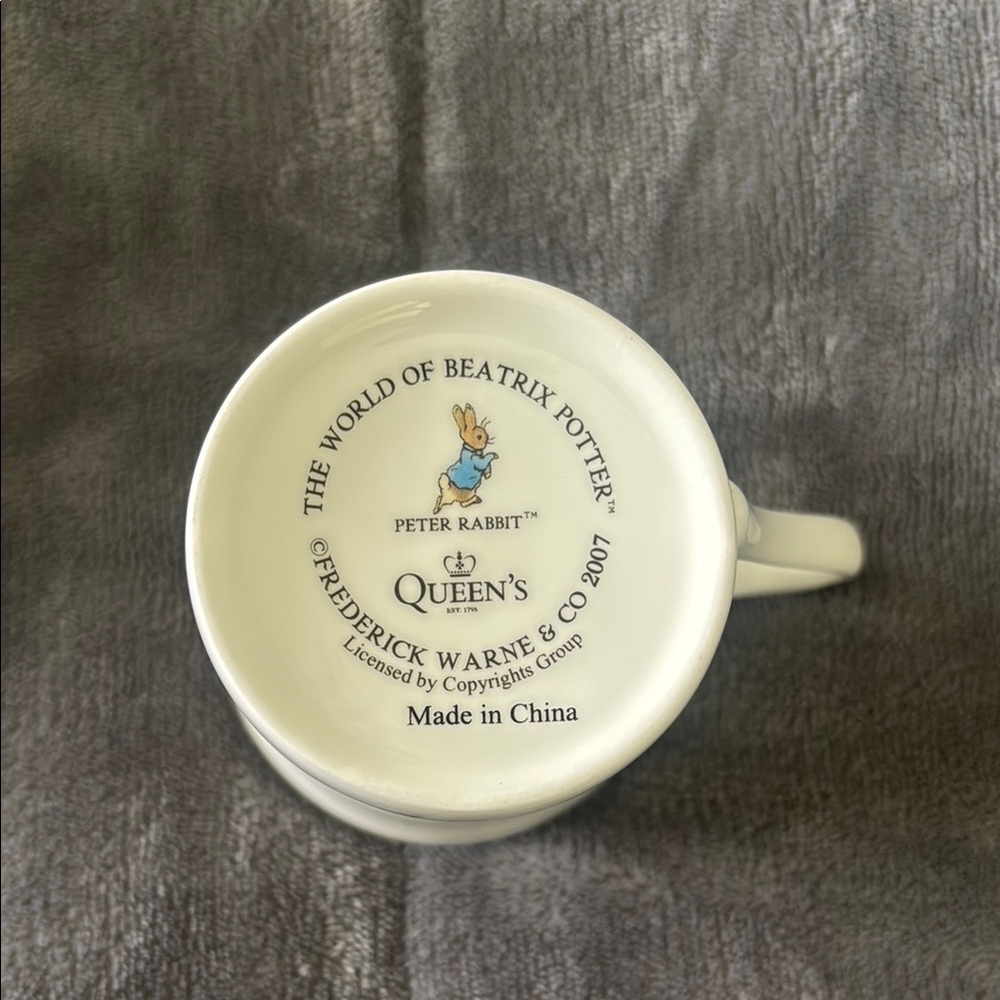 THE WORLD OF BEATRIX POTTER™
PETER RABBIT™
QUEEN'S
EST. 1795
©FREDERICK WARNE & CO 2007
Licensed by Copyrights Group
Made in China